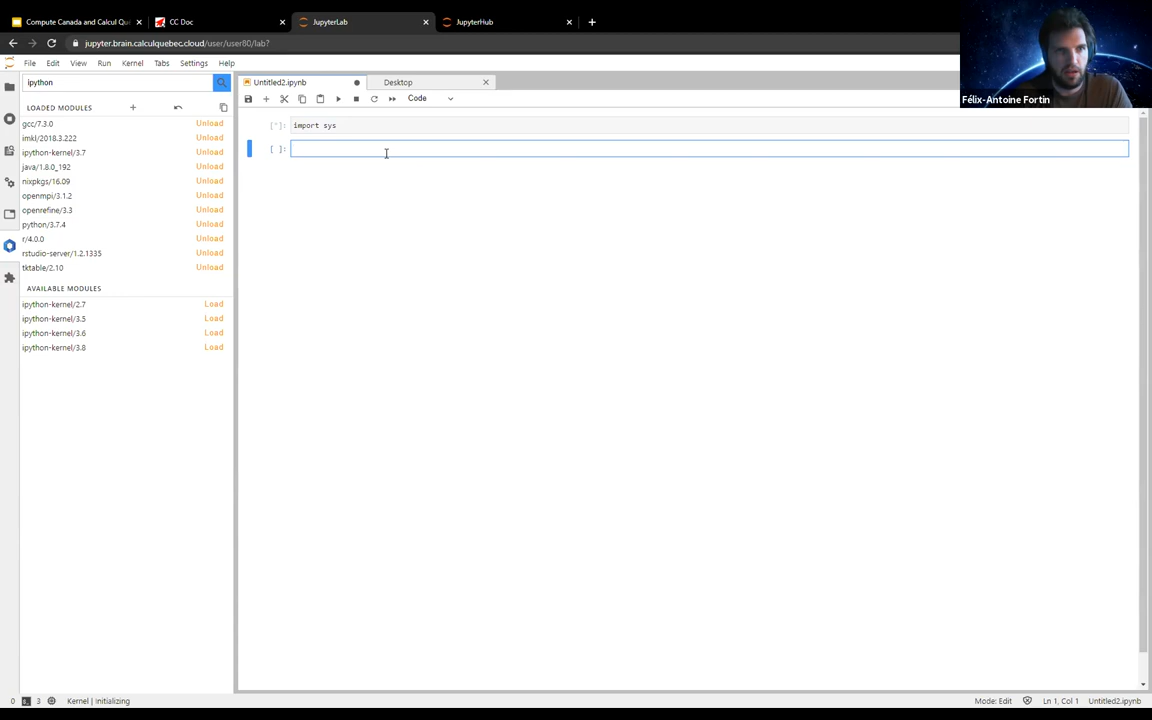 Compute Canada and Calcul Qu
CC Doc
JupyterLab
JupyterHub
jupyter.brain.calculquebec.cloud/user/user80/lab?
File Edit View Run Kernel Tabs Settings Help
ipython
Untitled2.ipynb
Desktop
Félix-Antoine Fortin
LOADED MODULES
Code
gcc/7.3.0 Unload
imkl/2018.3.222 Unload
ipython-kernel/3.7 Unload
java/1.8.0_192 Unload
nixpkgs/16.09 Unload
openmpi/3.1.2 Unload
openrefine/3.3 Unload
python/3.7.4 Unload
r/4.0.0 Unload
rstudio-server/1.2.1335 Unload
tktable/2.10 Unload
AVAILABLE MODULES
ipython-kernel/2.7 Load
ipython-kernel/3.5 Load
ipython-kernel/3.6 Load
ipython-kernel/3.8 Load
[*]: import sys
[ ]:
0 3 Kernel | Initializing
Mode: Edit Ln 1, Col 1 Untitled2.ipynb